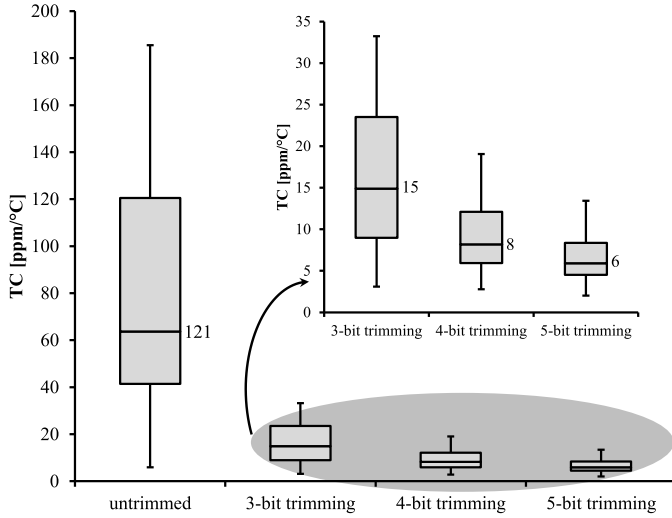 200
180
160
140
120
100
80
60
40
20
0
TC [ppm/°C]
121
untrimmed
3-bit trimming
4-bit trimming
5-bit trimming
35
30
25
20
15
10
5
0
TC [ppm/°C]
15
8
6
3-bit trimming
4-bit trimming
5-bit trimming